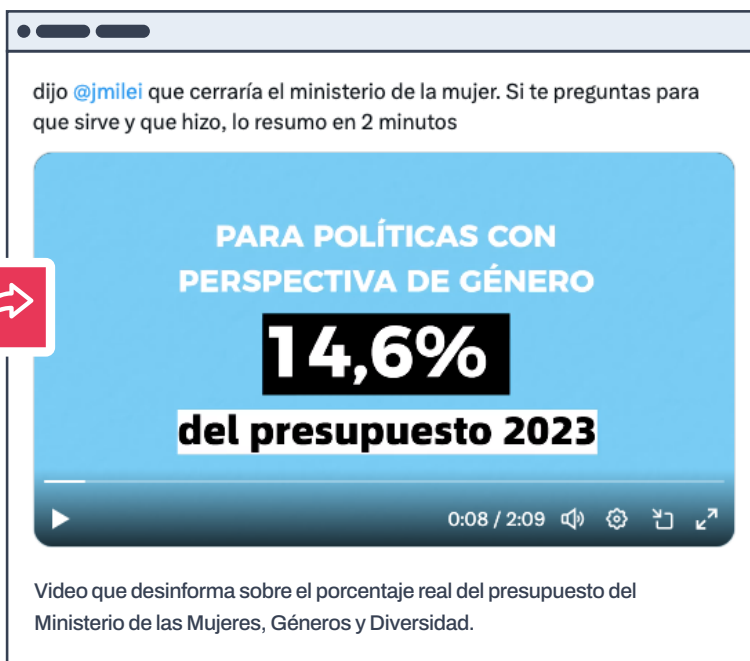 dijo @jmilei que cerraría el ministerio de la mujer. Si te preguntas para
que sirve y que hizo, lo resumo en 2 minutos
PARA POLÍTICAS CON
PERSPECTIVA DE GÉNERO
14,6%
del presupuesto 2023
0:08 / 2:09
Video que desinforma sobre el porcentaje real del presupuesto del
Ministerio de las Mujeres, Géneros y Diversidad.